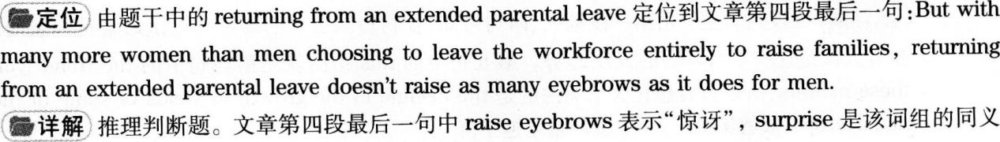 定位 由题干中的 returning from an extended parental leave 定位到文章第四段最后一句:But with
many more women than men choosing to leave the workforce entirely to raise families, returning
from an extended parental leave doesn't raise as many eyebrows as it does for men.
详解 推理判断题。文章第四段最后一句中 raise eyebrows 表示“惊讶”, surprise 是该词组的同义